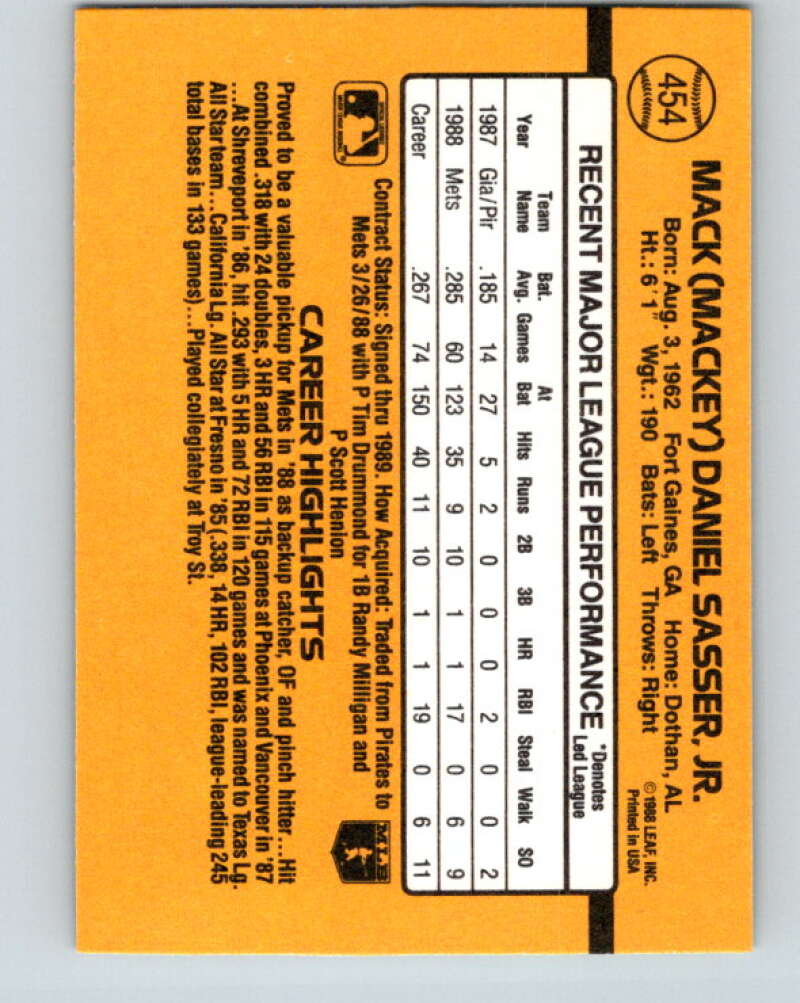 454
MACK (MACKEY) DANIEL SASSER, JR.
Born: Aug. 3, 1962 Fort Gaines, GA Home: Dothan, AL
Ht.: 6'1" Wgt.: 190 Bats: Left Throws: Right
©1988 LEAF, INC.
Printed in USA
RECENT MAJOR LEAGUE PERFORMANCE *Denotes
Led League
Team Bat. At
Year Name Avg. Games Bat Hits Runs 2B 3B HR RBI Steal Walk SO
1987 Gia/Pir .185 14 27 5 2 0 0 0 2 0 0 2
1988 Mets .285 60 123 35 9 10 1 1 17 0 6 9
Career .267 74 150 40 11 10 1 1 19 0 6 11
Contract Status: Signed thru 1989. How Acquired: Traded from Pirates to
Mets 3/26/88 with P Tim Drummond for 1B Randy Milligan and
P Scott Henion
MLB
CAREER HIGHLIGHTS
Proved to be a valuable pickup for Mets in '88 as backup catcher, OF and pinch hitter...Hit
combined .318 with 24 doubles, 3 HR and 56 RBI in 115 games at Phoenix and Vancouver in '87
...At Shreveport in '86, hit .293 with 5 HR and 72 RBI in 120 games and was named to Texas Lg.
All Star team...California Lg. All Star at Fresno in '85 (.338, 14 HR, 102 RBI, league-leading 245
total bases in 133 games)...Played collegiately at Troy St.